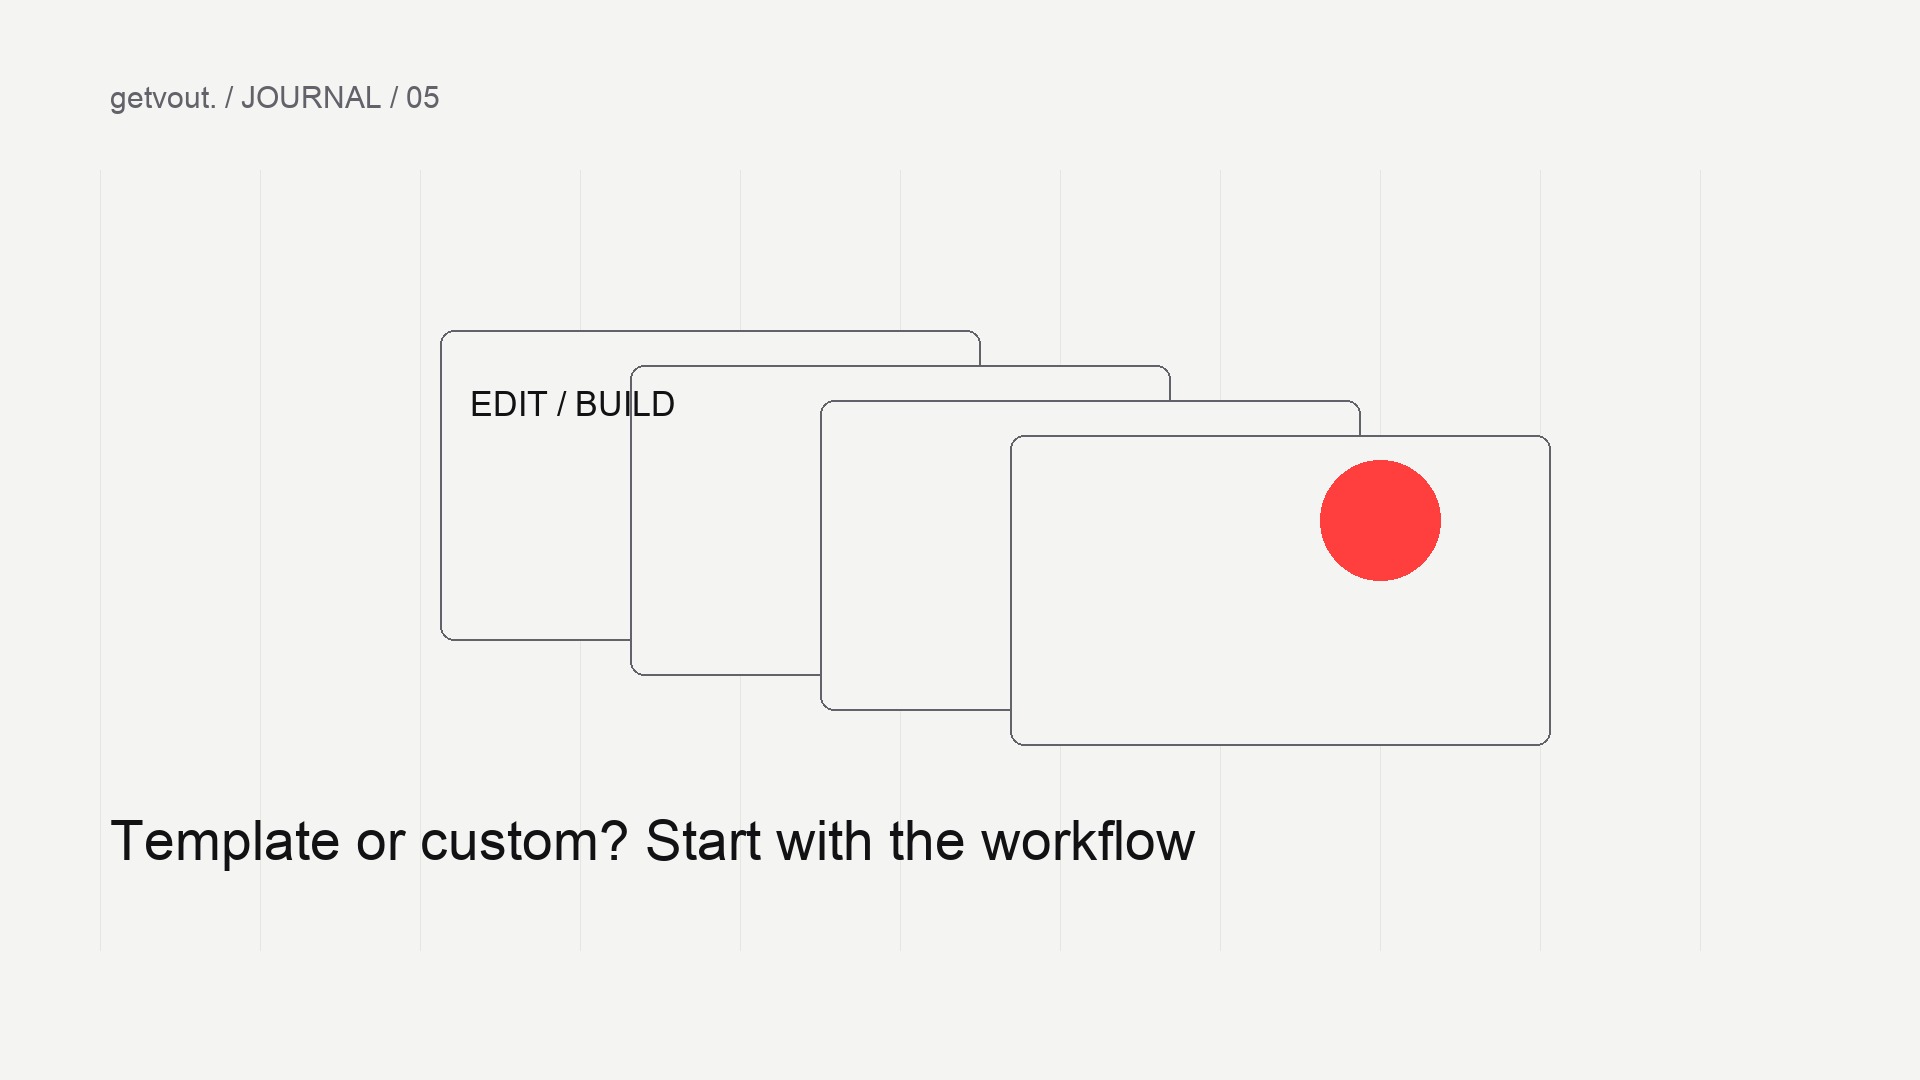 getvout. / JOURNAL / 05
EDIT / BUILD
Template or custom? Start with the workflow